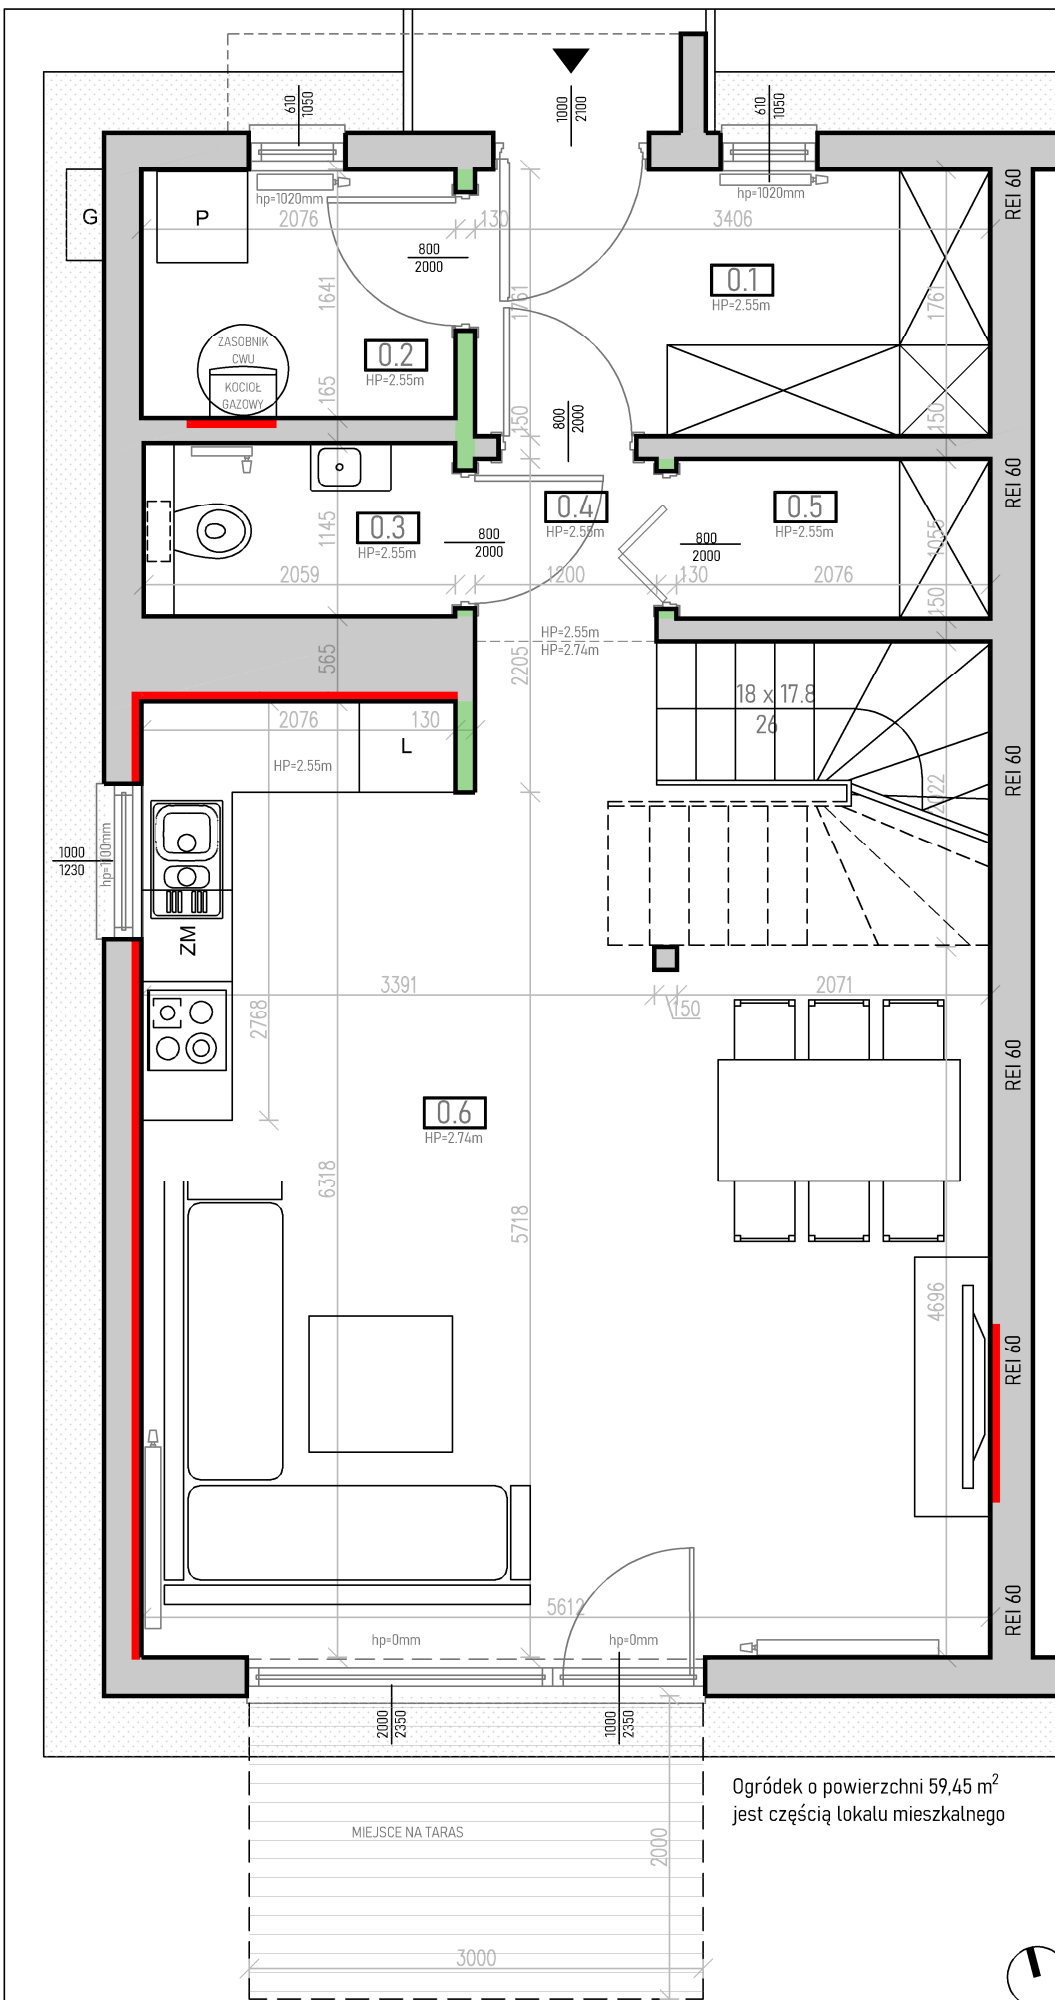 610
1050
1000
2100
610
1050
hp=1020mm
hp=1020mm
REI 60
G
P
2076
130
3406
800
2000
0.1
HP=2.55m
1641
1761
1761
ZASOBNIK
CWU
KOCIOŁ
GAZOWY
0.2
HP=2.55m
165
150
800
2000
150
REI 60
0.3
HP=2.55m
1145
0.4
HP=2.55m
0.5
HP=2.55m
800
2000
800
2000
1055
2059
1200
130
2076
150
HP=2.55m
HP=2.74m
565
2205
18 x 17.8
26
2076
130
L
HP=2.55m
REI 60
2022
1000
1230
hp=1100mm
ZM
3391
2071
150
2768
REI 60
0.6
HP=2.74m
6318
5718
4696
REI 60
5612
REI 60
hp=0mm
hp=0mm
2000
2350
1000
2350
Ogródek o powierzchni 59,45 m²
jest częścią lokalu mieszkalnego
MIEJSCE NA TARAS
2000
3000